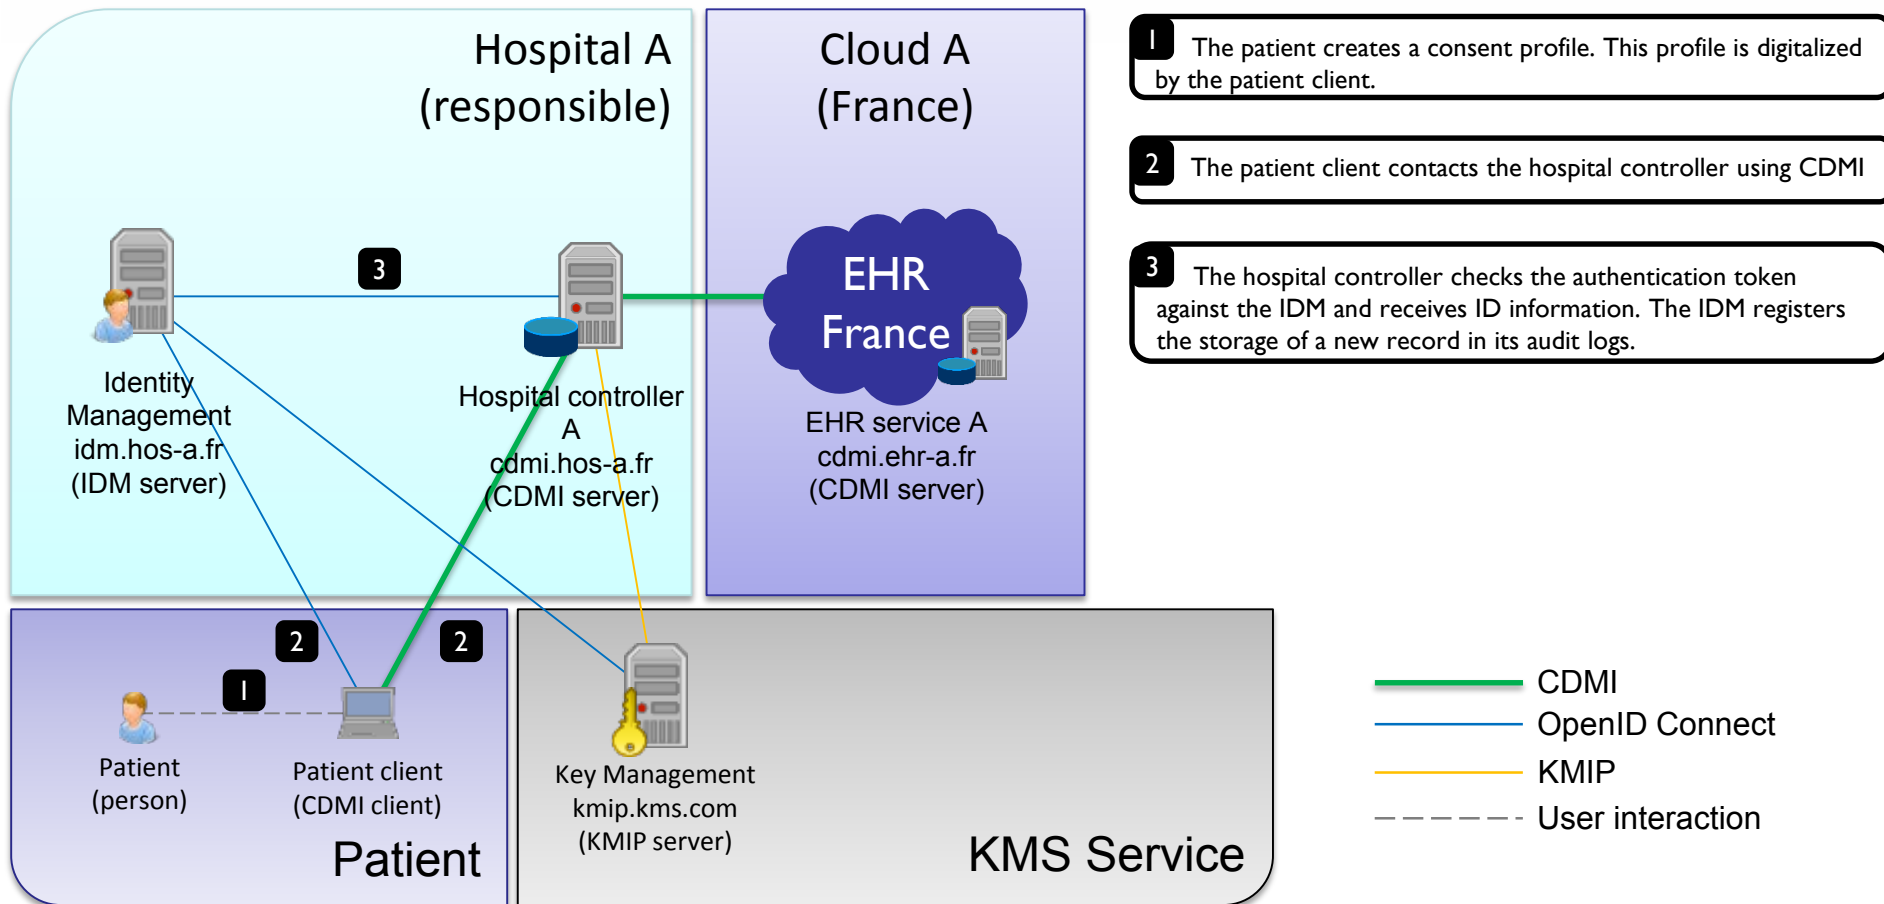 Hospital A
(responsible)
Cloud A
(France)
1 The patient creates a consent profile. This profile is digitalized
by the patient client.
2 The patient client contacts the hospital controller using CDMI
3 The hospital controller checks the authentication token
against the IDM and receives ID information. The IDM registers
the storage of a new record in its audit logs.
3
EHR
France
Identity
Management
idm.hos-a.fr
(IDM server)
Hospital controller
A
cdmi.hos-a.fr
(CDMI server)
EHR service A
cdmi.ehr-a.fr
(CDMI server)
2
2
1
Patient
(person)
Patient client
(CDMI client)
Patient
Key Management
kmip.kms.com
(KMIP server)
KMS Service
CDMI
OpenID Connect
KMIP
User interaction